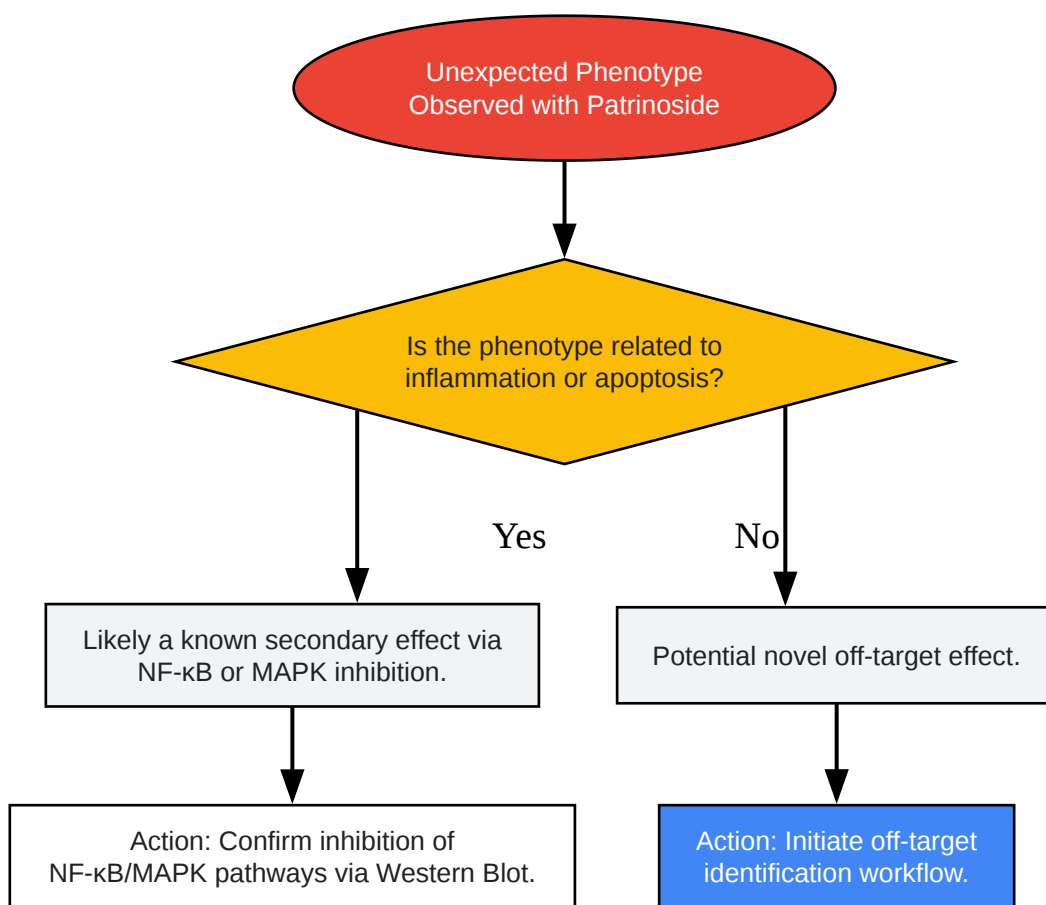 Unexpected Phenotype
Observed with Patrinoside
Is the phenotype related to
inflammation or apoptosis?
Yes
No
Likely a known secondary effect via
NF-κB or MAPK inhibition.
Potential novel off-target effect.
Action: Confirm inhibition of
NF-κB/MAPK pathways via Western Blot.
Action: Initiate off-target
identification workflow.